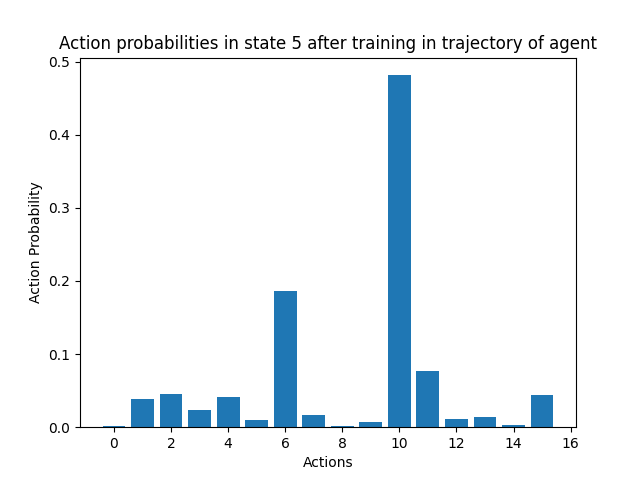 Action probabilities in state 5 after training in trajectory of agent
0.5
0.4
0.3
0.2
0.1
0.0
Action Probability
0 2 4 6 8 10 12 14 16
Actions